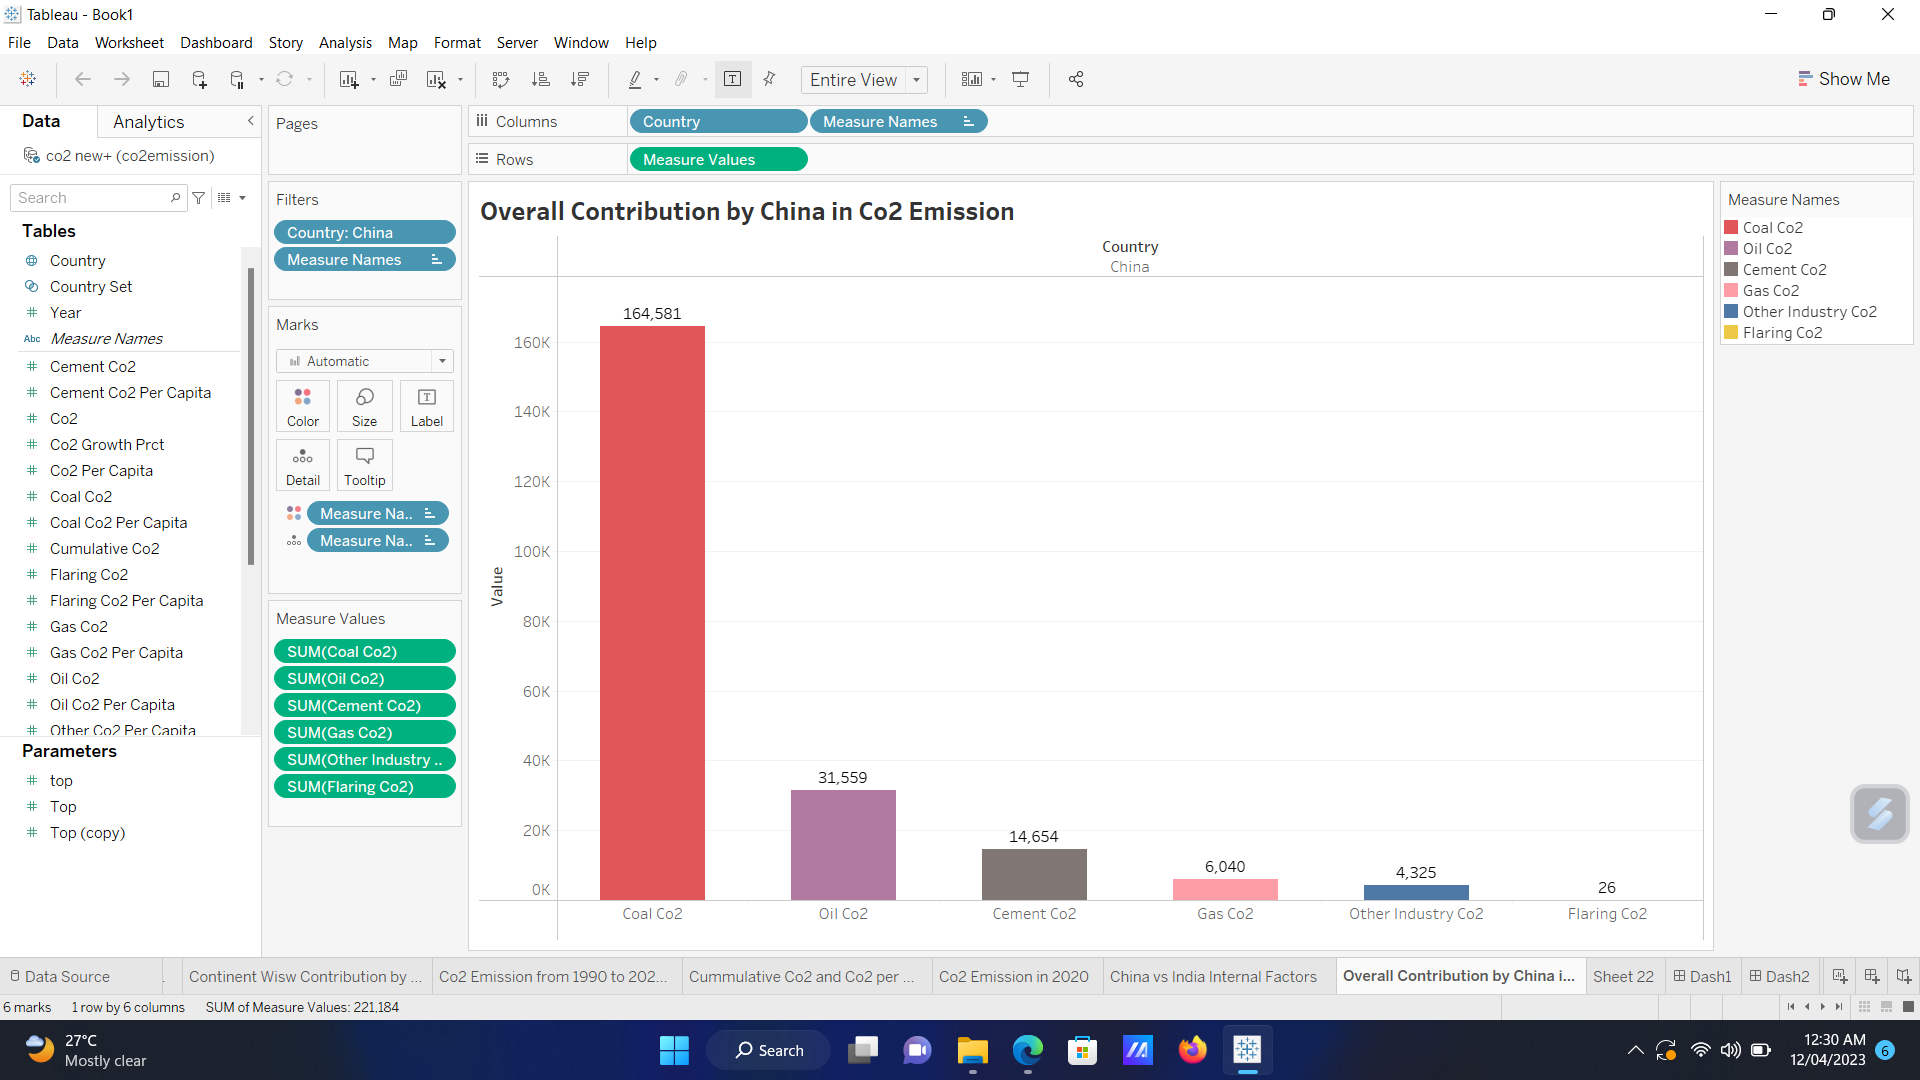 Tableau - Book1
File Data Worksheet Dashboard Story Analysis Map Format Server Window Help
Entire View
Show Me
Data Analytics
co2 new+ (co2emission)
Search
Tables
Country
Country Set
Year
Abc Measure Names
Cement Co2
Cement Co2 Per Capita
Co2
Co2 Growth Prct
Co2 Per Capita
Coal Co2
Coal Co2 Per Capita
Cumulative Co2
Flaring Co2
Flaring Co2 Per Capita
Gas Co2
Gas Co2 Per Capita
Oil Co2
Oil Co2 Per Capita
Other Co2 Per Capita
Parameters
top
Top
Top (copy)
Pages
Filters
Country: China
Measure Names
Marks
Automatic
Color Size Label
Detail Tooltip
Measure Na..
Measure Na..
Measure Values
SUM(Coal Co2)
SUM(Oil Co2)
SUM(Cement Co2)
SUM(Gas Co2)
SUM(Other Industry ..
SUM(Flaring Co2)
Columns Country Measure Names
Rows Measure Values
Overall Contribution by China in Co2 Emission
Country
China
Value
160K
140K
120K
100K
80K
60K
40K
20K
0K
164,581
31,559
14,654
6,040
4,325
26
Coal Co2 Oil Co2 Cement Co2 Gas Co2 Other Industry Co2 Flaring Co2
Measure Names
Coal Co2
Oil Co2
Cement Co2
Gas Co2
Other Industry Co2
Flaring Co2
Data Source Continent Wisw Contribution by ... Co2 Emission from 1990 to 202... Cummulative Co2 and Co2 per ... Co2 Emission in 2020 China vs India Internal Factors Overall Contribution by China i... Sheet 22 Dash1 Dash2
6 marks 1 row by 6 columns SUM of Measure Values: 221,184
27°C
Mostly clear
Search
12:30 AM
12/04/2023
6